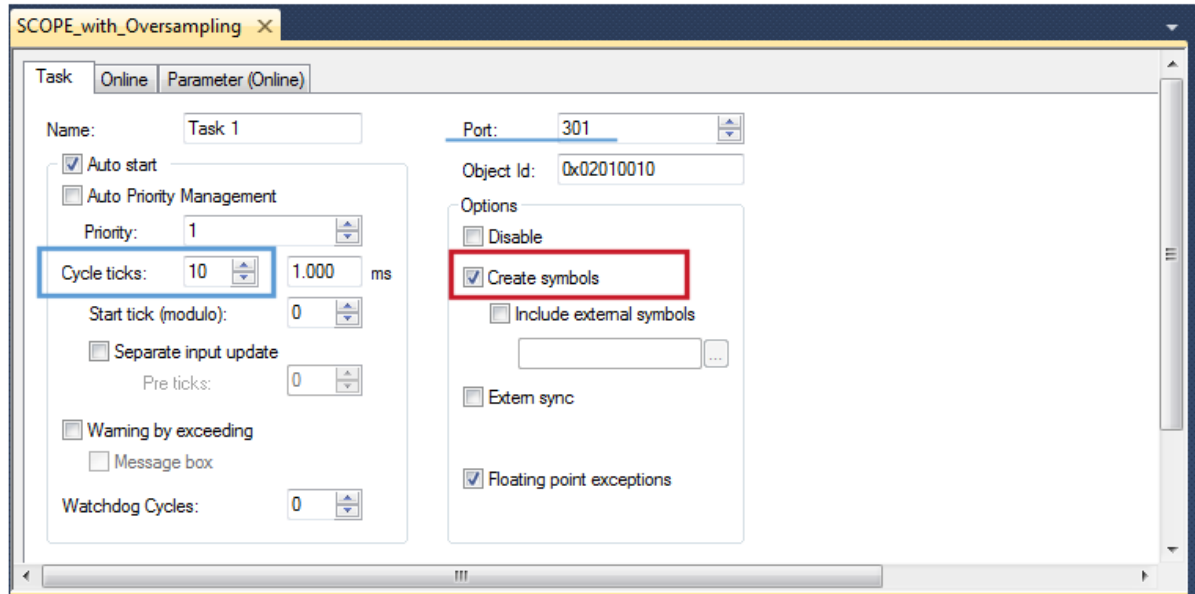 SCOPE_with_Oversampling
Task Online Parameter (Online)
Name: Task 1
Auto start
Auto Priority Management
Priority: 1
Cycle ticks: 10 1.000 ms
Start tick (modulo): 0
Separate input update
Pre ticks: 0
Warning by exceeding
Message box
Watchdog Cycles: 0
Port: 301
Object Id: 0x02010010
Options
Disable
Create symbols
Include external symbols
...
Extern sync
Floating point exceptions